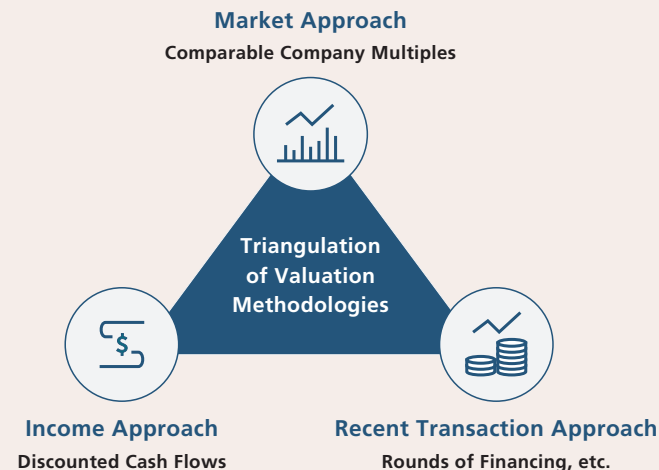 Market Approach
Comparable Company Multiples
Triangulation
of Valuation
Methodologies
$
Income Approach
Discounted Cash Flows
Recent Transaction Approach
Rounds of Financing, etc.